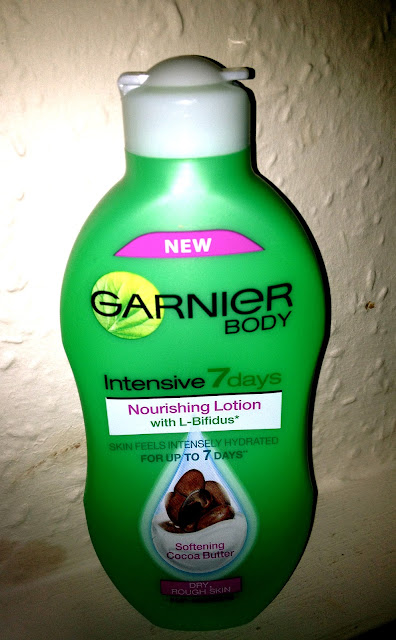 NEW
GARNIER
BODY
Intensive 7days
Nourishing Lotion
with L-Bifidus*
SKIN FEELS INTENSELY HYDRATED
FOR UP TO 7 DAYS**
Softening
Cocoa Butter
DRY,
ROUGH SKIN